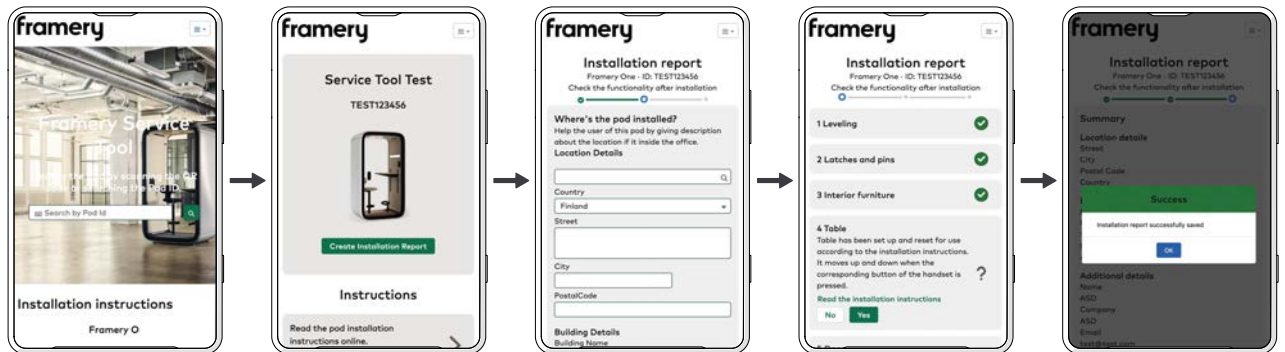 framery
Framery Service
Tool
Search by Pod Id
Installation instructions
Framery O
framery
Service Tool Test
TEST123456
Create Installation Report
Instructions
Read the pod installation
instructions online.
framery
Installation report
Framery One - ID: TEST123456
Check the functionality after installation
Where's the pod installed?
Help the user of this pod by giving description
about the location if it inside the office.
Location Details
Country
Finland
Street
City
PostalCode
Building Details
Building Name
framery
Installation report
Framery One - ID: TEST123456
Check the functionality after installation
1 Leveling
2 Latches and pins
3 Interior furniture
4 Table
Table has been set up and reset for use
according to the installation instructions.
It moves up and down when the
corresponding button of the handset is
pressed.
?
Read the installation instructions
No Yes
framery
Installation report
Framery One - ID: TEST123456
Check the functionality after installation
Summary
Location details
Street
City
Postal Code
Country
Success
Installation report successfully saved
OK
Additional details
Name
ASD
Company
ASD
Email